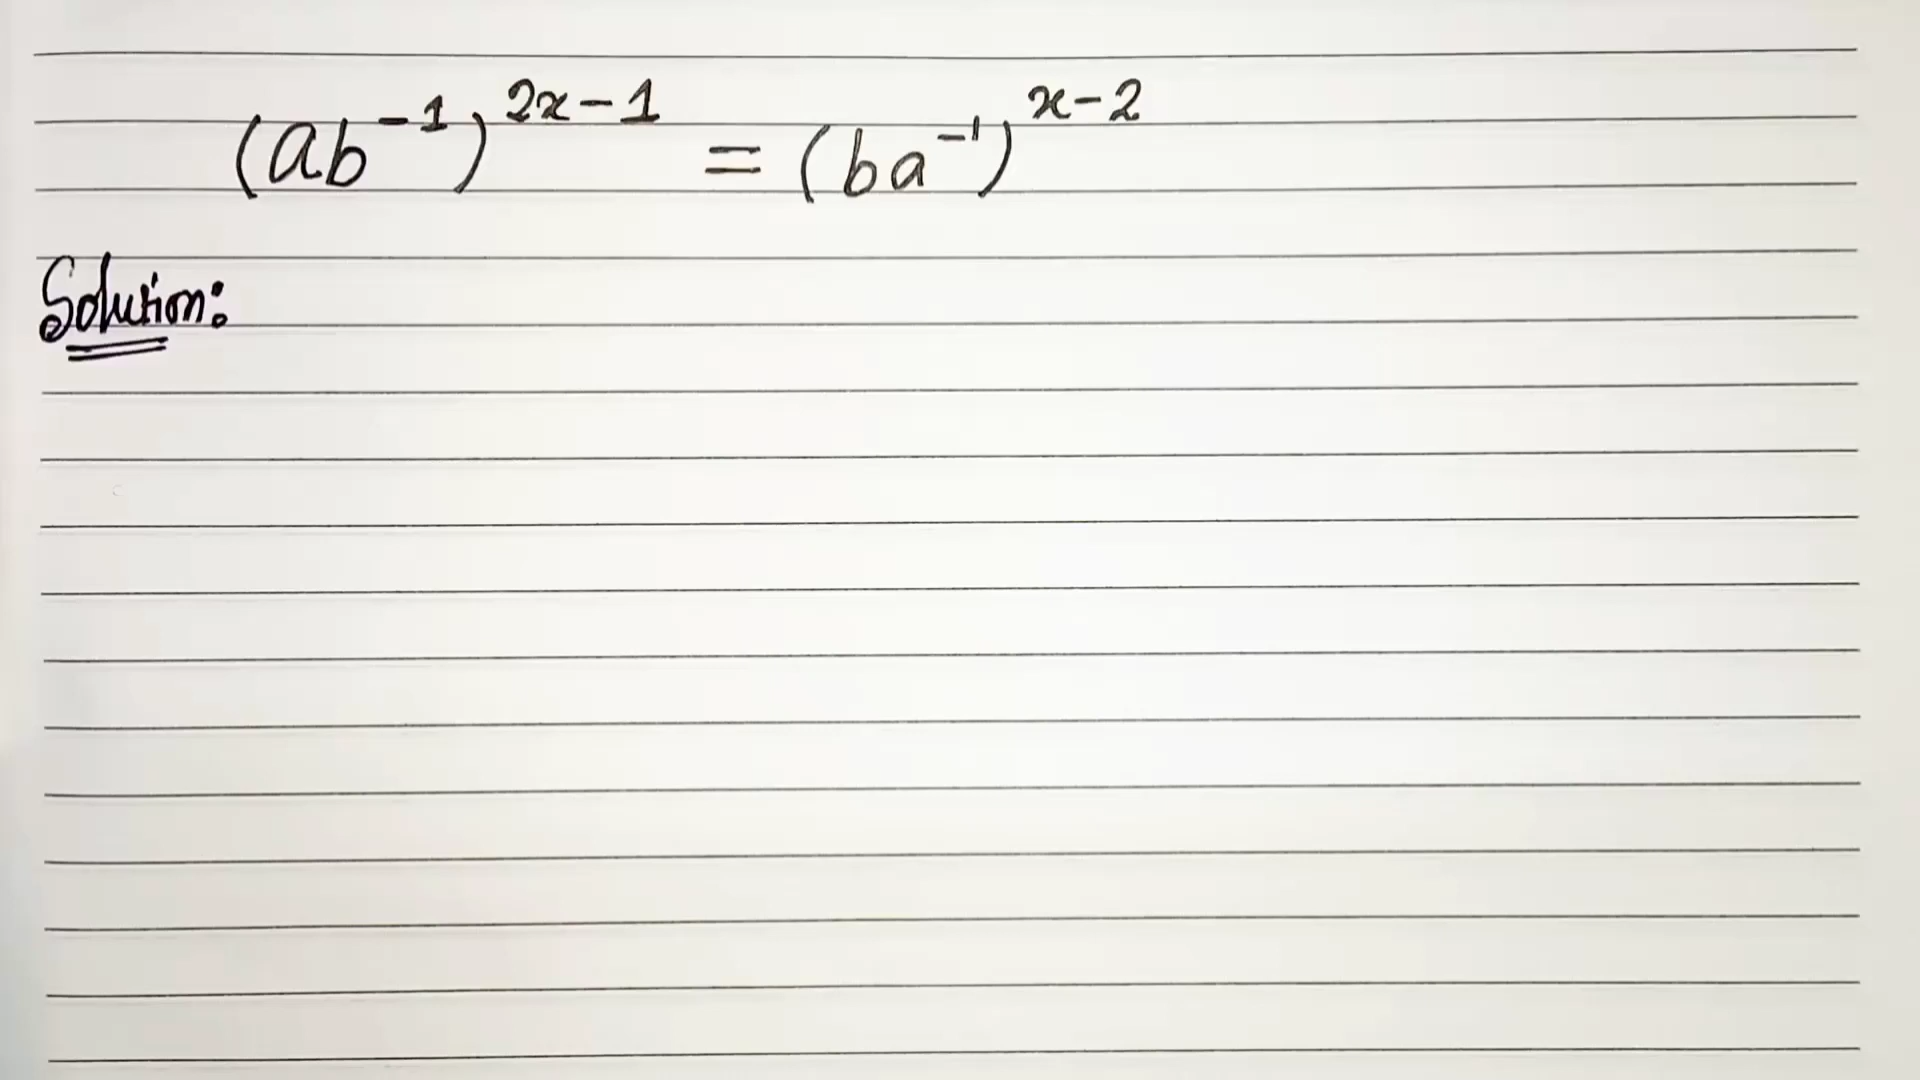 (ab⁻¹)²ˣ⁻¹ = (ba⁻¹)ˣ⁻²
Solution: